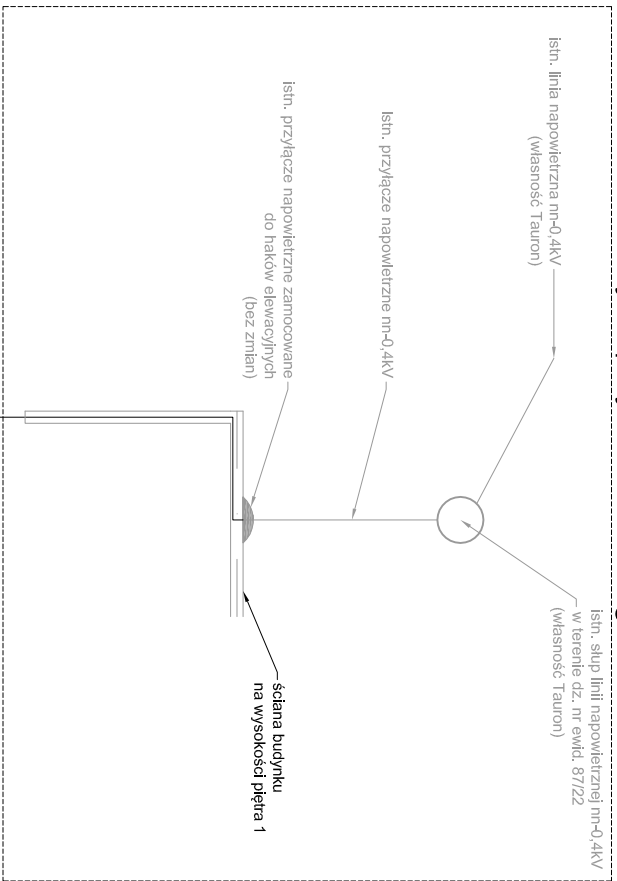 istn. linia napowietrzna nn-0,4kV
(własność Tauron)
istn. słup linii napowietrznej nn-0,4kV
w terenie dz. nr ewid. 87/22
(własność Tauron)
istn. przyłącze napowietrzne nn-0,4kV
istn. przyłącze napowietrzne zamocowane
do haków elewacyjnych
(bez zmian)
ściana budynku
na wysokości piętra 1